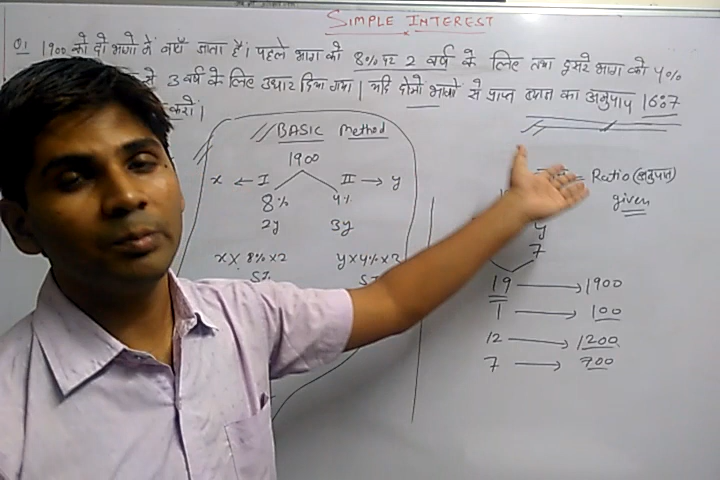 SIMPLE INTEREST
Q1 1900 को दो भागो में बाँटा जाता है। पहले भाग को 8% पर 2 वर्ष के लिए तथा दूसरे भाग को 4%
से 3 वर्ष के लिए उधार दिया गया। यदि दोनों भागो से प्राप्त ब्याज का अनुपात 16:7
करो।
BASIC Method
1900
x ← I II → y
8% 4%
2y 3y
x × 8% × 2 y × 4% × 3
Ratio (अनुपात)
given
y
7
19 → 1900
1 → 100
12 → 1200
7 → 700